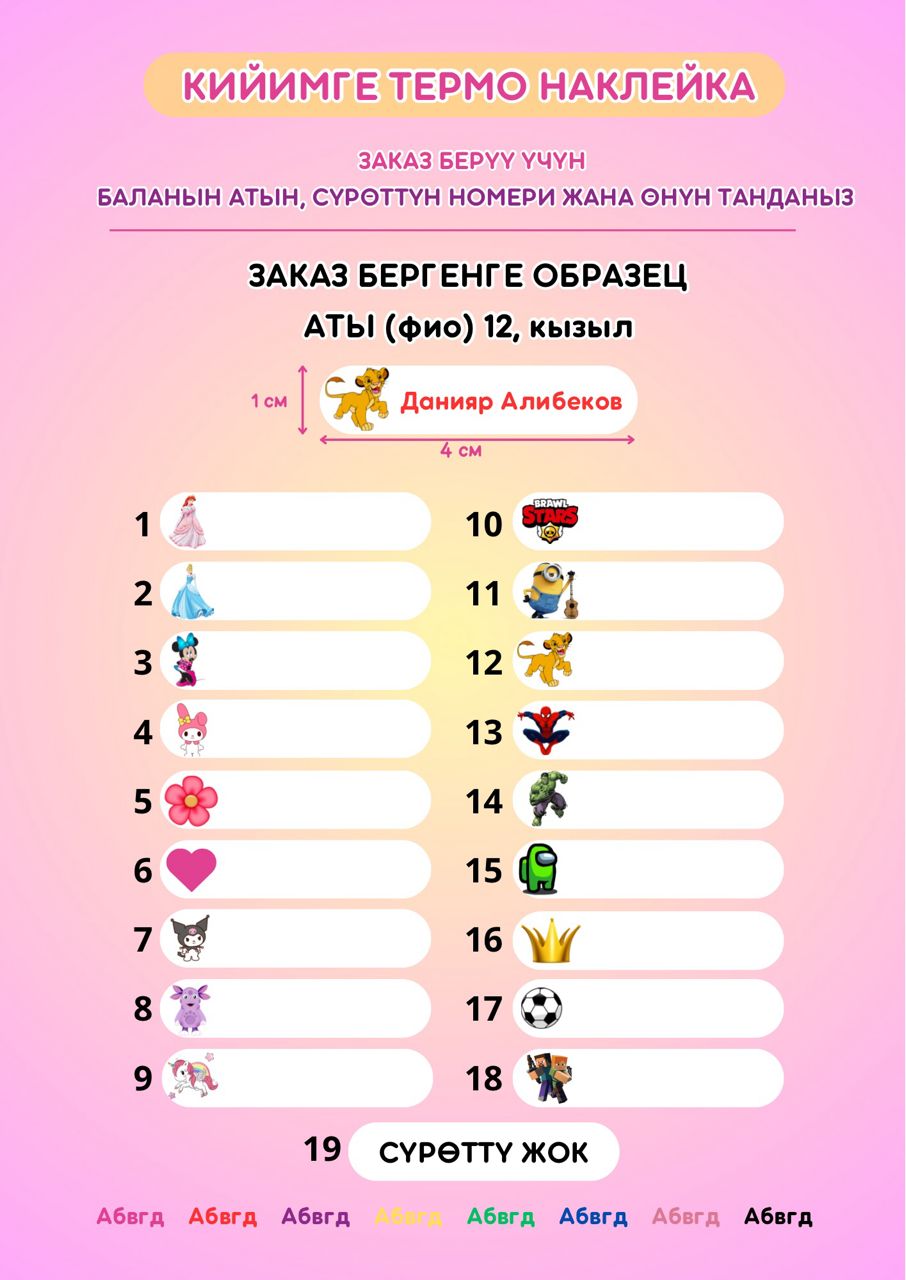 КИЙИМГЕ ТЕРМО НАКЛЕЙКА
ЗАКАЗ БЕРҮҮ ҮЧҮН
БАЛАНЫН АТЫН, СҮРӨТТҮН НОМЕРИ ЖАНА ӨНҮН ТАНДАНЫЗ
ЗАКАЗ БЕРГЕНГЕ ОБРАЗЕЦ
АТЫ (фио) 12, кызыл
1 см
Данияр Алибеков
4 см
1
2
3
4
5
6
7
8
9
10 BRAWL STARS
11
12
13
14
15
16
17
18
19 СҮРӨТТҮ ЖОК
Абвгд Абвгд Абвгд Абвгд Абвгд Абвгд Абвгд Абвгд